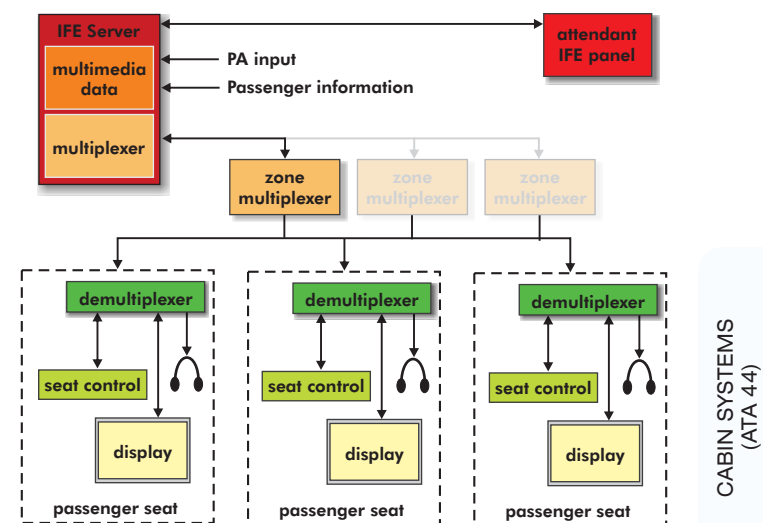 IFE Server
attendant
IFE panel
multimedia
data
PA input
Passenger information
multiplexer
zone
multiplexer
zone
multiplexer
zone
multiplexer
demultiplexer
seat control
display
passenger seat
demultiplexer
seat control
display
passenger seat
demultiplexer
seat control
display
passenger seat
CABIN SYSTEMS
(ATA 44)